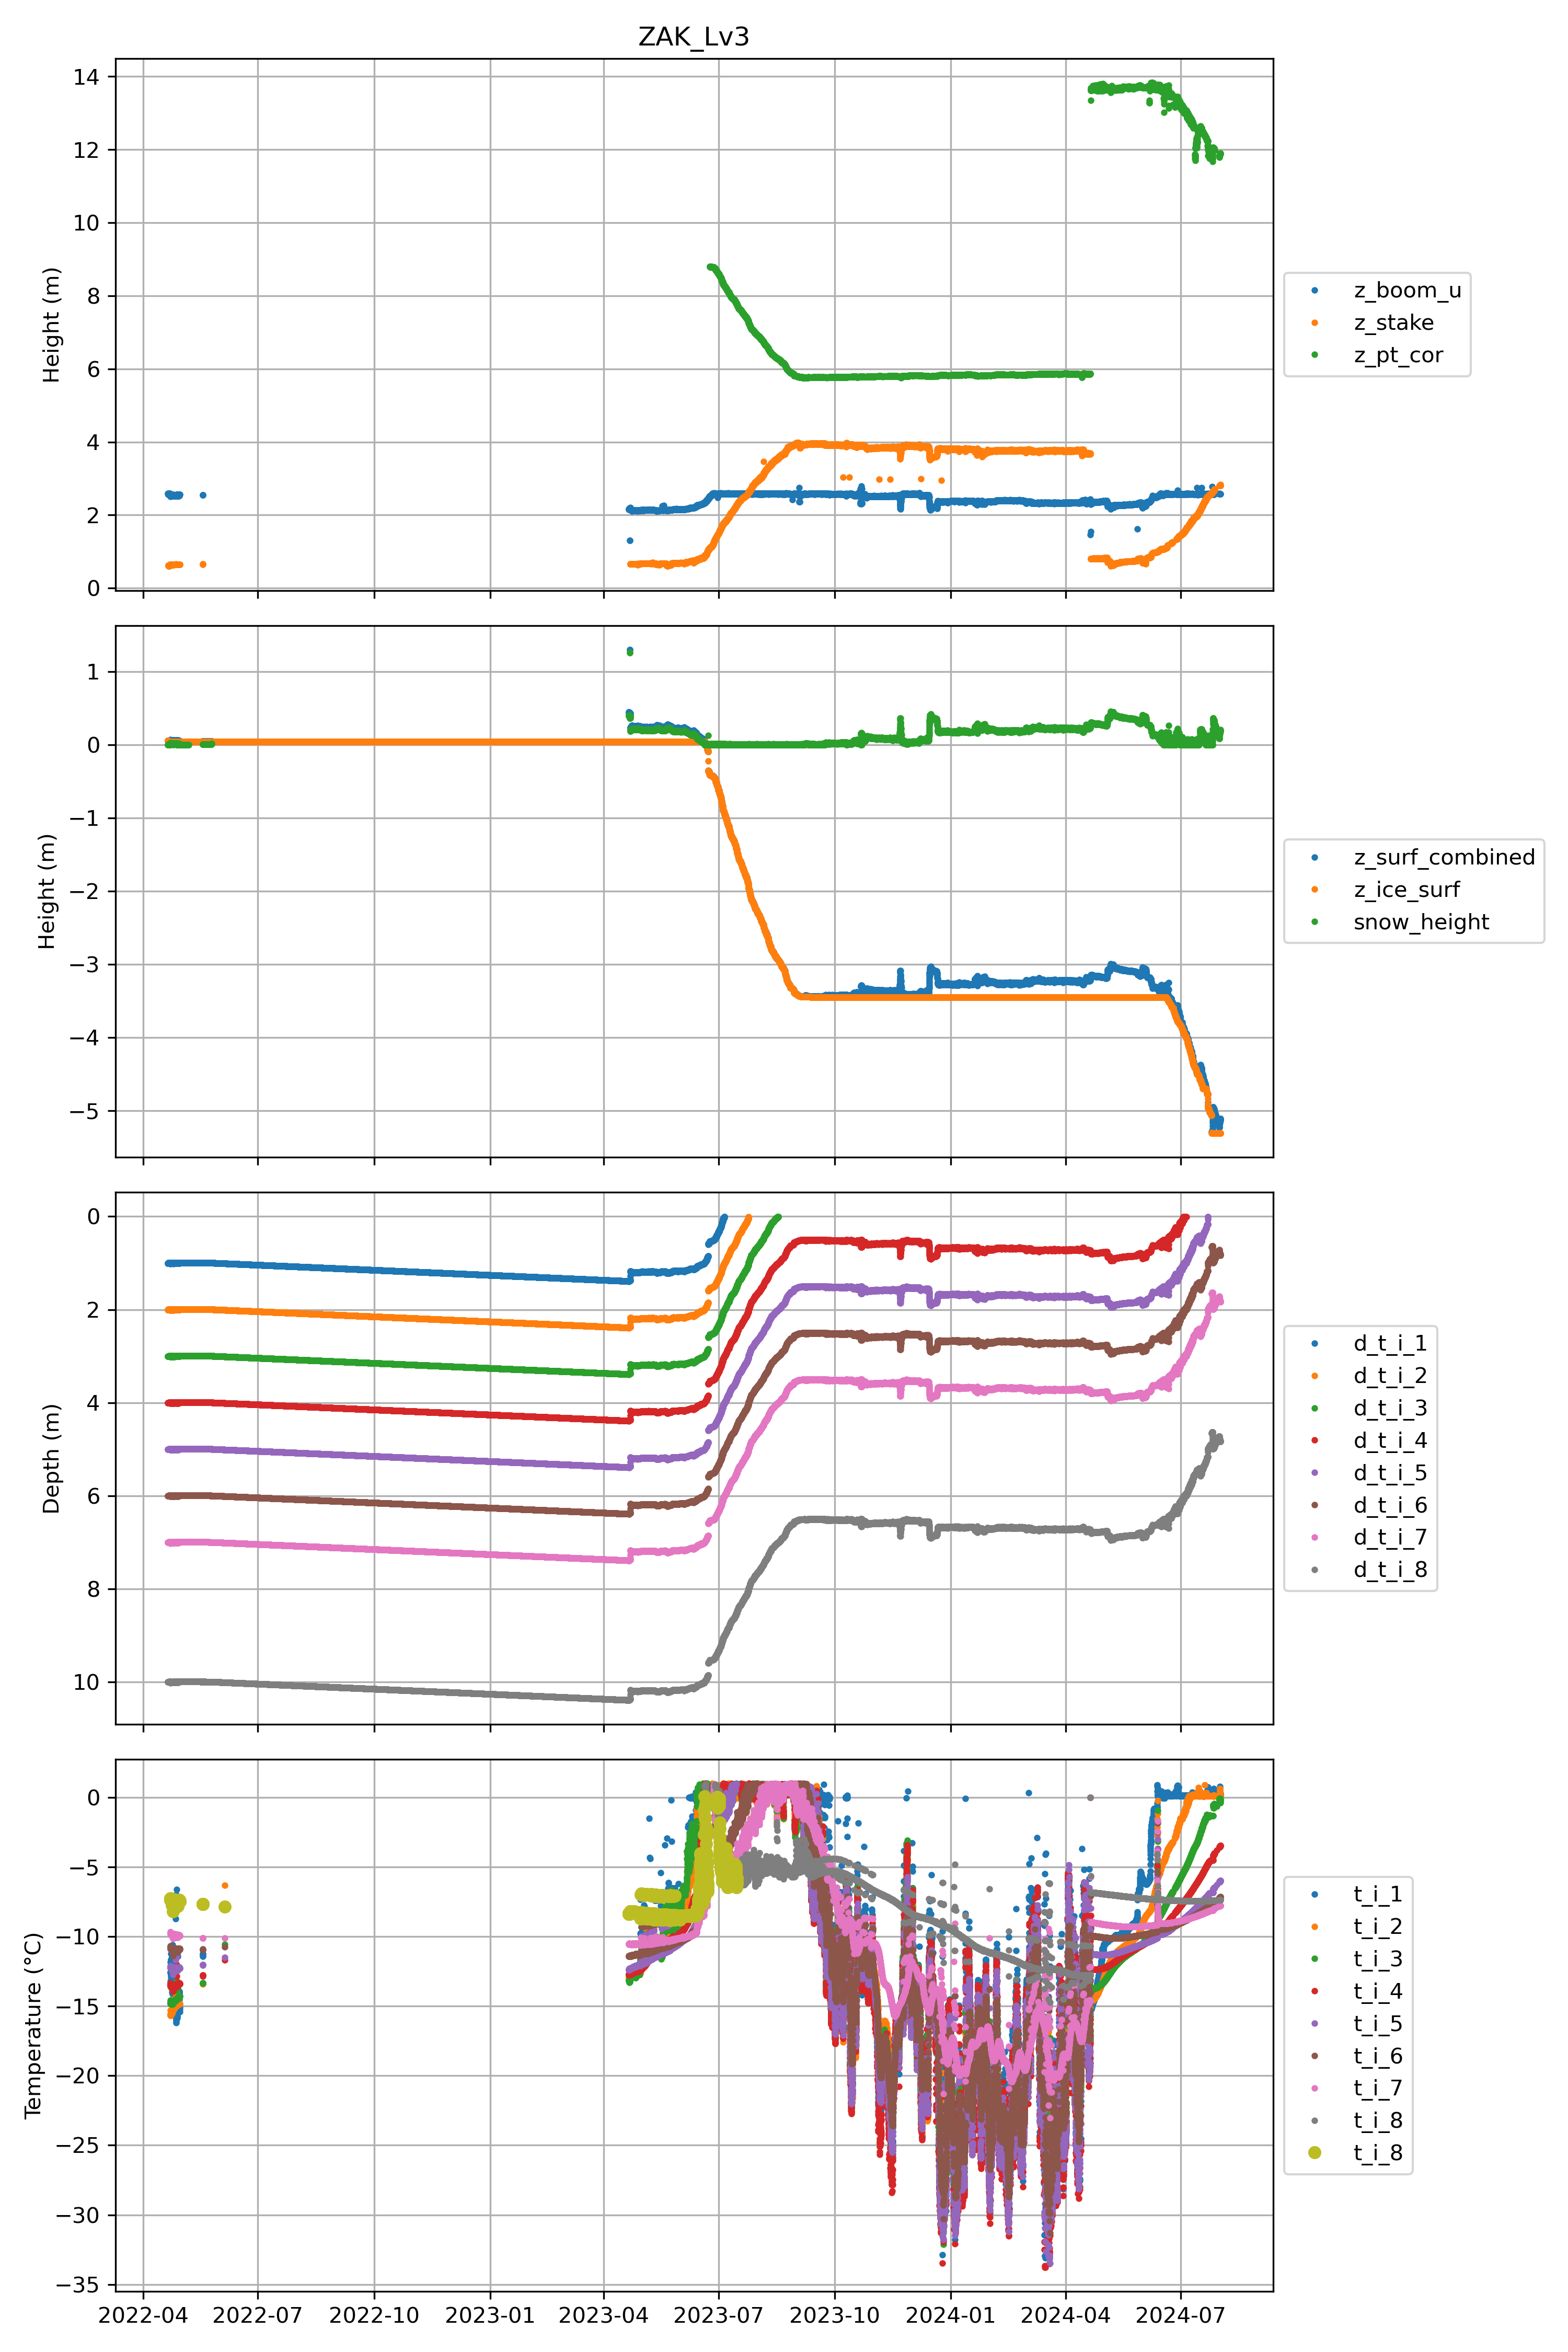 ZAK_Lv3
14
12
10
8
6
4
2
0
Height (m)
z_boom_u
z_stake
z_pt_cor
1
0
−1
−2
−3
−4
−5
Height (m)
z_surf_combined
z_ice_surf
snow_height
0
2
4
6
8
10
Depth (m)
d_t_i_1
d_t_i_2
d_t_i_3
d_t_i_4
d_t_i_5
d_t_i_6
d_t_i_7
d_t_i_8
0
−5
−10
−15
−20
−25
−30
−35
Temperature (°C)
t_i_1
t_i_2
t_i_3
t_i_4
t_i_5
t_i_6
t_i_7
t_i_8
t_i_8
2022-04 2022-07 2022-10 2023-01 2023-04 2023-07 2023-10 2024-01 2024-04 2024-07